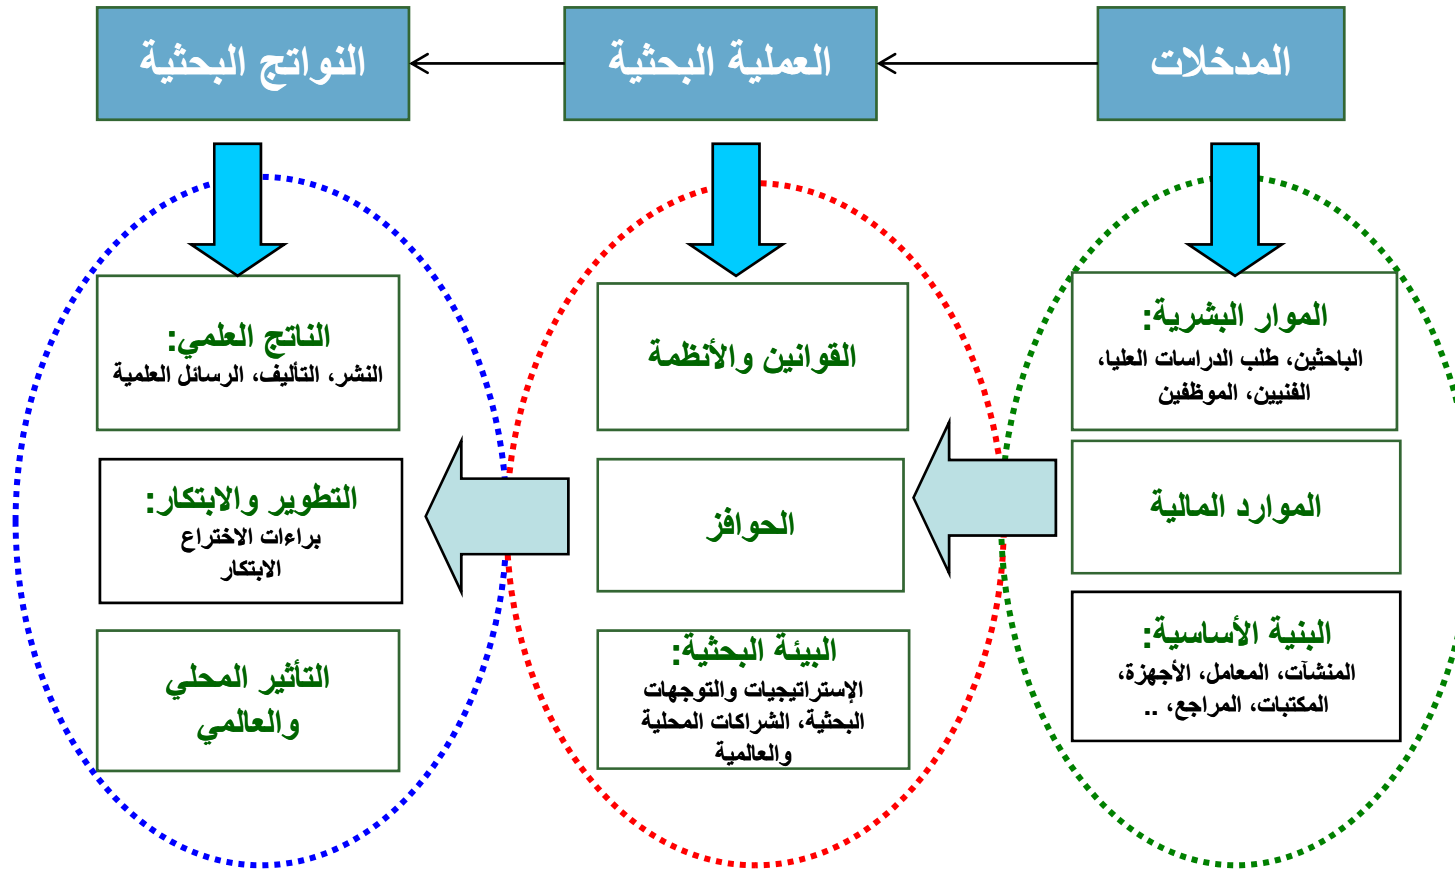 المدخلات
العملية البحثية
النواتج البحثية
الموار البشرية:
الباحثين، طلب الدراسات العليا،
الفنيين، الموظفين
الموارد المالية
البنية الأساسية:
المنشآت، المعامل، الأجهزة،
المكتبات، المراجع، ..
القوانين والأنظمة
الحوافز
البيئة البحثية:
الإستراتيجيات والتوجهات
البحثية، الشراكات المحلية
والعالمية
الناتج العلمي:
النشر، التأليف، الرسائل العلمية
التطوير والابتكار:
براءات الاختراع
الابتكار
التأثير المحلي
والعالمي